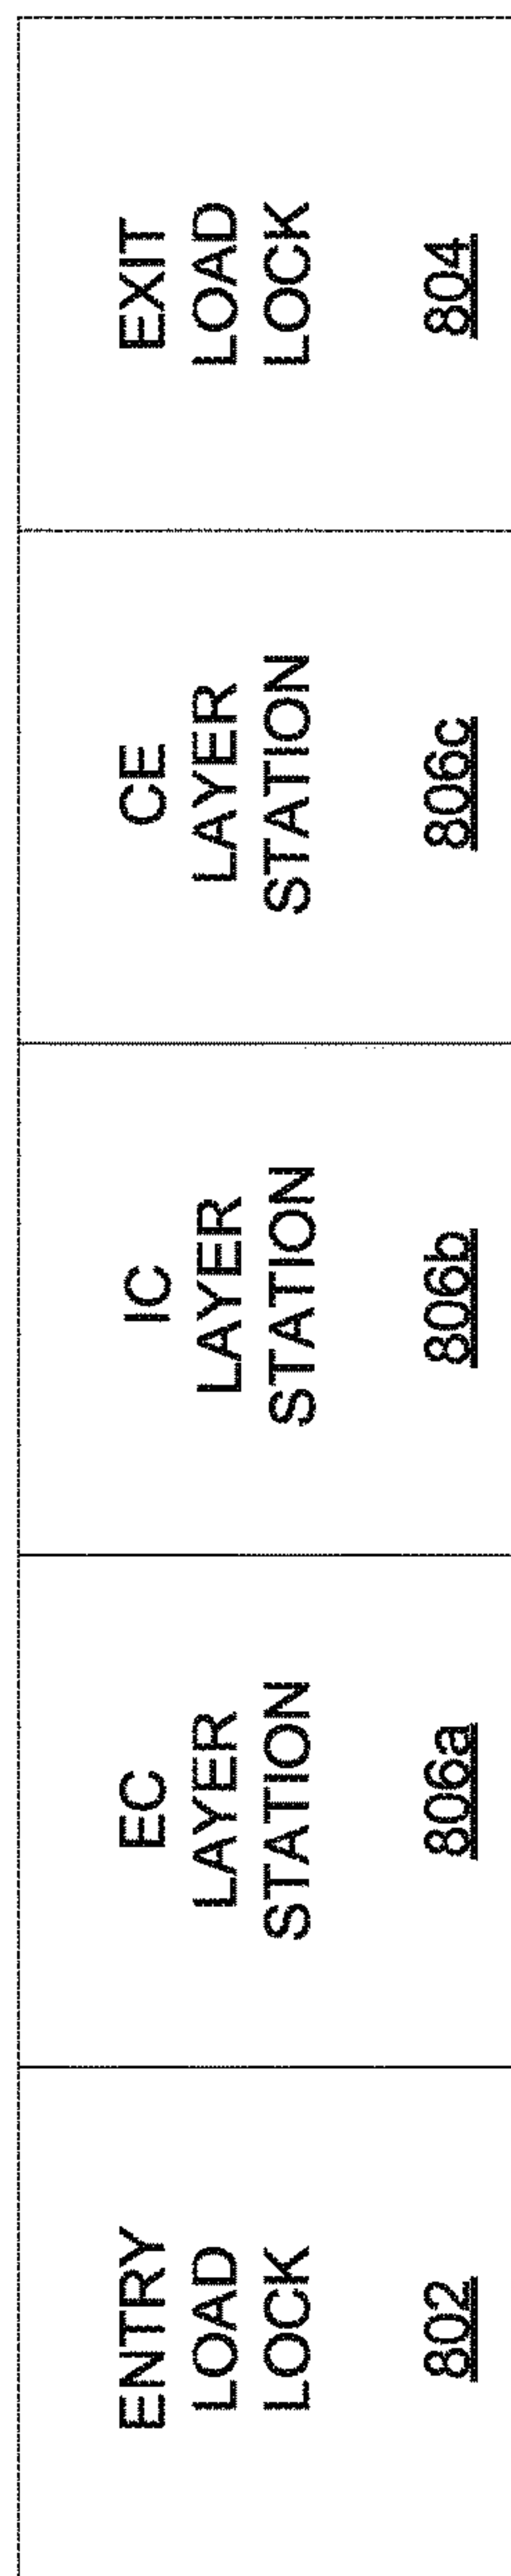 ENTRY
LOAD
LOCK
802
EC
LAYER
STATION
806a
IC
LAYER
STATION
806b
CE
LAYER
STATION
806c
EXIT
LOAD
LOCK
804